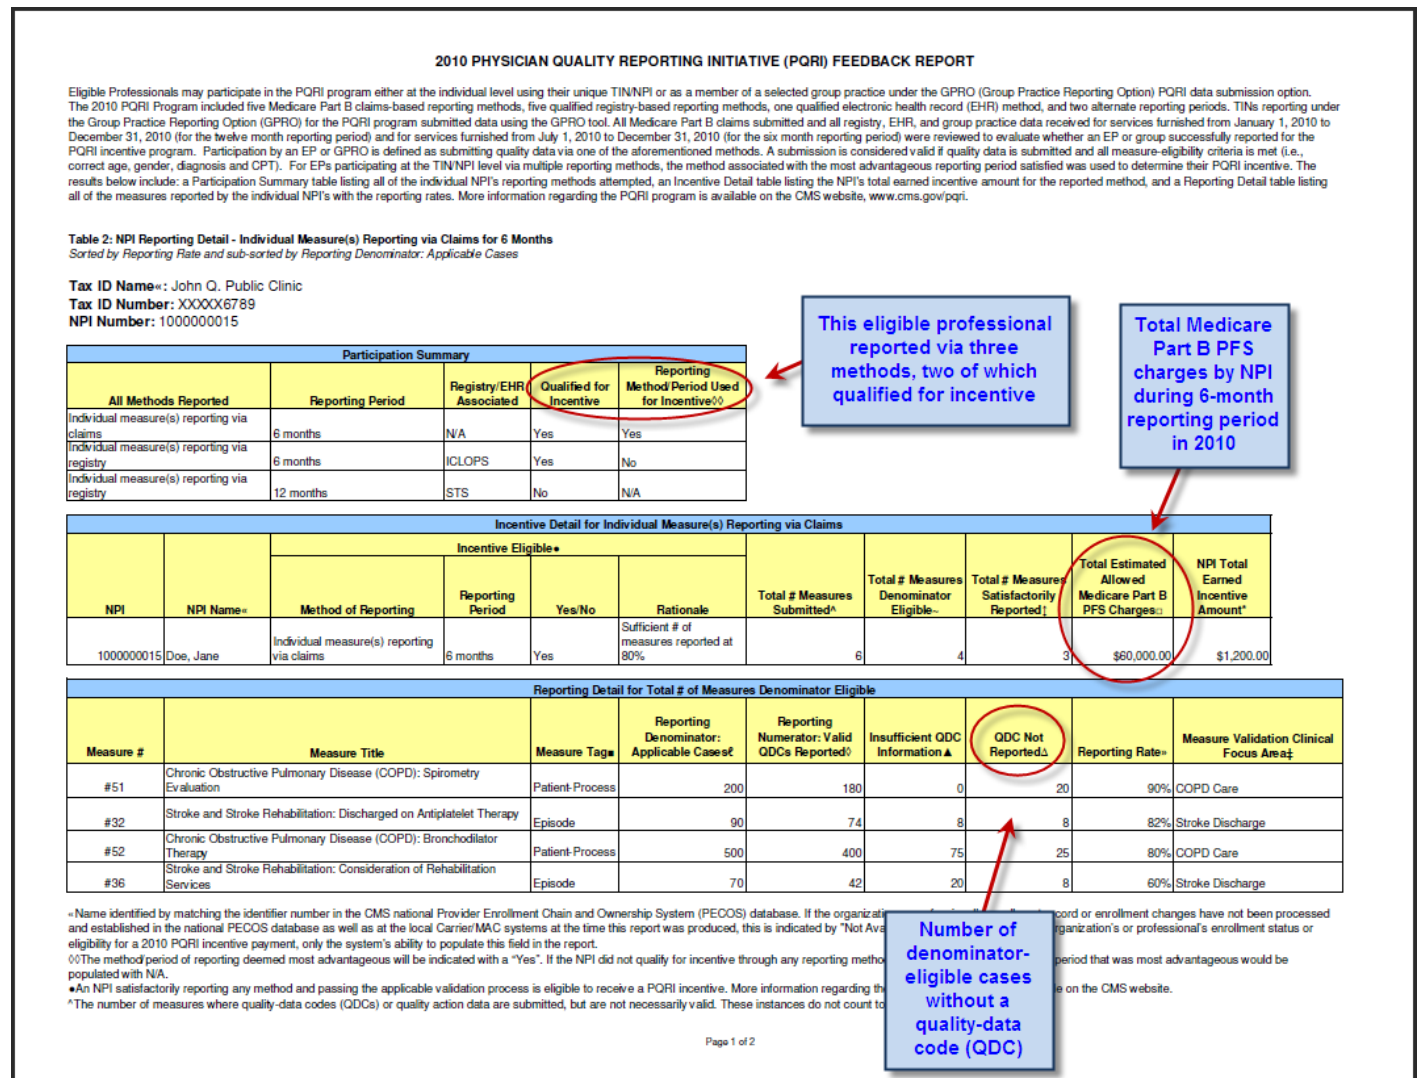 2010 PHYSICIAN QUALITY REPORTING INITIATIVE (PQRI) FEEDBACK REPORT
Eligible Professionals may participate in the PQRI program either at the individual level using their unique TIN/NPI or as a member of a selected group practice under the GPRO (Group Practice Reporting Option) PQRI data submission option.
The 2010 PQRI Program included five Medicare Part B claims-based reporting methods, five qualified registry-based reporting methods, one qualified electronic health record (EHR) method, and two alternate reporting periods. TINs reporting under
the Group Practice Reporting Option (GPRO) for the PQRI program submitted data using the GPRO tool. All Medicare Part B claims submitted and all registry, EHR, and group practice data received for services furnished from January 1, 2010 to
December 31, 2010 (for the twelve month reporting period) and for services furnished from July 1, 2010 to December 31, 2010 (for the six month reporting period) were reviewed to evaluate whether an EP or group successfully reported for the
PQRI incentive program. Participation by an EP or GPRO is defined as submitting quality data via one of the aforementioned methods. A submission is considered valid if quality data is submitted and all measure-eligibility criteria is met (i.e.,
correct age, gender, diagnosis and CPT). For EPs participating at the TIN/NPI level via multiple reporting methods, the method associated with the most advantageous reporting period satisfied was used to determine their PQRI incentive. The
results below include: a Participation Summary table listing all of the individual NPI's reporting methods attempted, an Incentive Detail table listing the NPI's total earned incentive amount for the reported method, and a Reporting Detail table listing
all of the measures reported by the individual NPI's with the reporting rates. More information regarding the PQRI program is available on the CMS website, www.cms.gov/pqri.
Table 2: NPI Reporting Detail - Individual Measure(s) Reporting via Claims for 6 Months
Sorted by Reporting Rate and sub-sorted by Reporting Denominator: Applicable Cases
Tax ID Name«: John Q. Public Clinic
Tax ID Number: XXXXX6789
NPI Number: 1000000015
This eligible professional
reported via three
methods, two of which
qualified for incentive
Total Medicare
Part B PFS
charges by NPI
during 6-month
reporting period
in 2010
Participation Summary
All Methods Reported
Reporting Period
Registry/EHR
Associated
Qualified for
Incentive
Reporting
Method/Period Used
for Incentive◊◊
Individual measure(s) reporting via
claims
6 months
N/A
Yes
Yes
Individual measure(s) reporting via
registry
6 months
ICLOPS
Yes
No
Individual measure(s) reporting via
registry
12 months
STS
No
N/A
Incentive Detail for Individual Measure(s) Reporting via Claims
NPI
NPI Name«
Incentive Eligible●
Method of Reporting
Reporting
Period
Yes/No
Rationale
Total # Measures
Submitted^
Total # Measures
Denominator
Eligible~
Total # Measures
Satisfactorily
Reported‡
Total Estimated
Allowed
Medicare Part B
PFS Charges□
NPI Total
Earned
Incentive
Amount*
1000000015
Doe, Jane
Individual measure(s) reporting
via claims
6 months
Yes
Sufficient # of
measures reported at
80%
6
4
3
$60,000.00
$1,200.00
Reporting Detail for Total # of Measures Denominator Eligible
Measure #
Measure Title
Measure Tag■
Reporting
Denominator:
Applicable Cases€
Reporting
Numerator: Valid
QDCs Reported◊
Insufficient QDC
Information▲
QDC Not
Reported∆
Reporting Rate»
Measure Validation Clinical
Focus Area‡
#51
Chronic Obstructive Pulmonary Disease (COPD): Spirometry
Evaluation
Patient-Process
200
180
0
20
90%
COPD Care
#32
Stroke and Stroke Rehabilitation: Discharged on Antiplatelet Therapy
Episode
90
74
8
8
82%
Stroke Discharge
#52
Chronic Obstructive Pulmonary Disease (COPD): Bronchodilator
Therapy
Patient-Process
500
400
75
25
80%
COPD Care
#36
Stroke and Stroke Rehabilitation: Consideration of Rehabilitation
Services
Episode
70
42
20
8
60%
Stroke Discharge
«Name identified by matching the identifier number in the CMS national Provider Enrollment Chain and Ownership System (PECOS) database. If the ord or enrollment changes have not been processed
and established in the national PECOS database as well as at the local Carrier/MAC systems at the time this report was produced, this is indicated by "Not Ava rganization's or professional's enrollment status or
eligibility for a 2010 PQRI incentive payment, only the system's ability to populate this field in the report.
◊◊The method/period of reporting deemed most advantageous will be indicated with a "Yes". If the NPI did not qualify for incentive through any reporting metho period that was most advantageous would be
populated with N/A.
●An NPI satisfactorily reporting any method and passing the applicable validation process is eligible to receive a PQRI incentive. More information regarding th e on the CMS website.
^The number of measures where quality-data codes (QDCs) or quality action data are submitted, but are not necessarily valid. These instances do not count to
Number of
denominator-
eligible cases
without a
quality-data
code (QDC)
Page 1 of 2